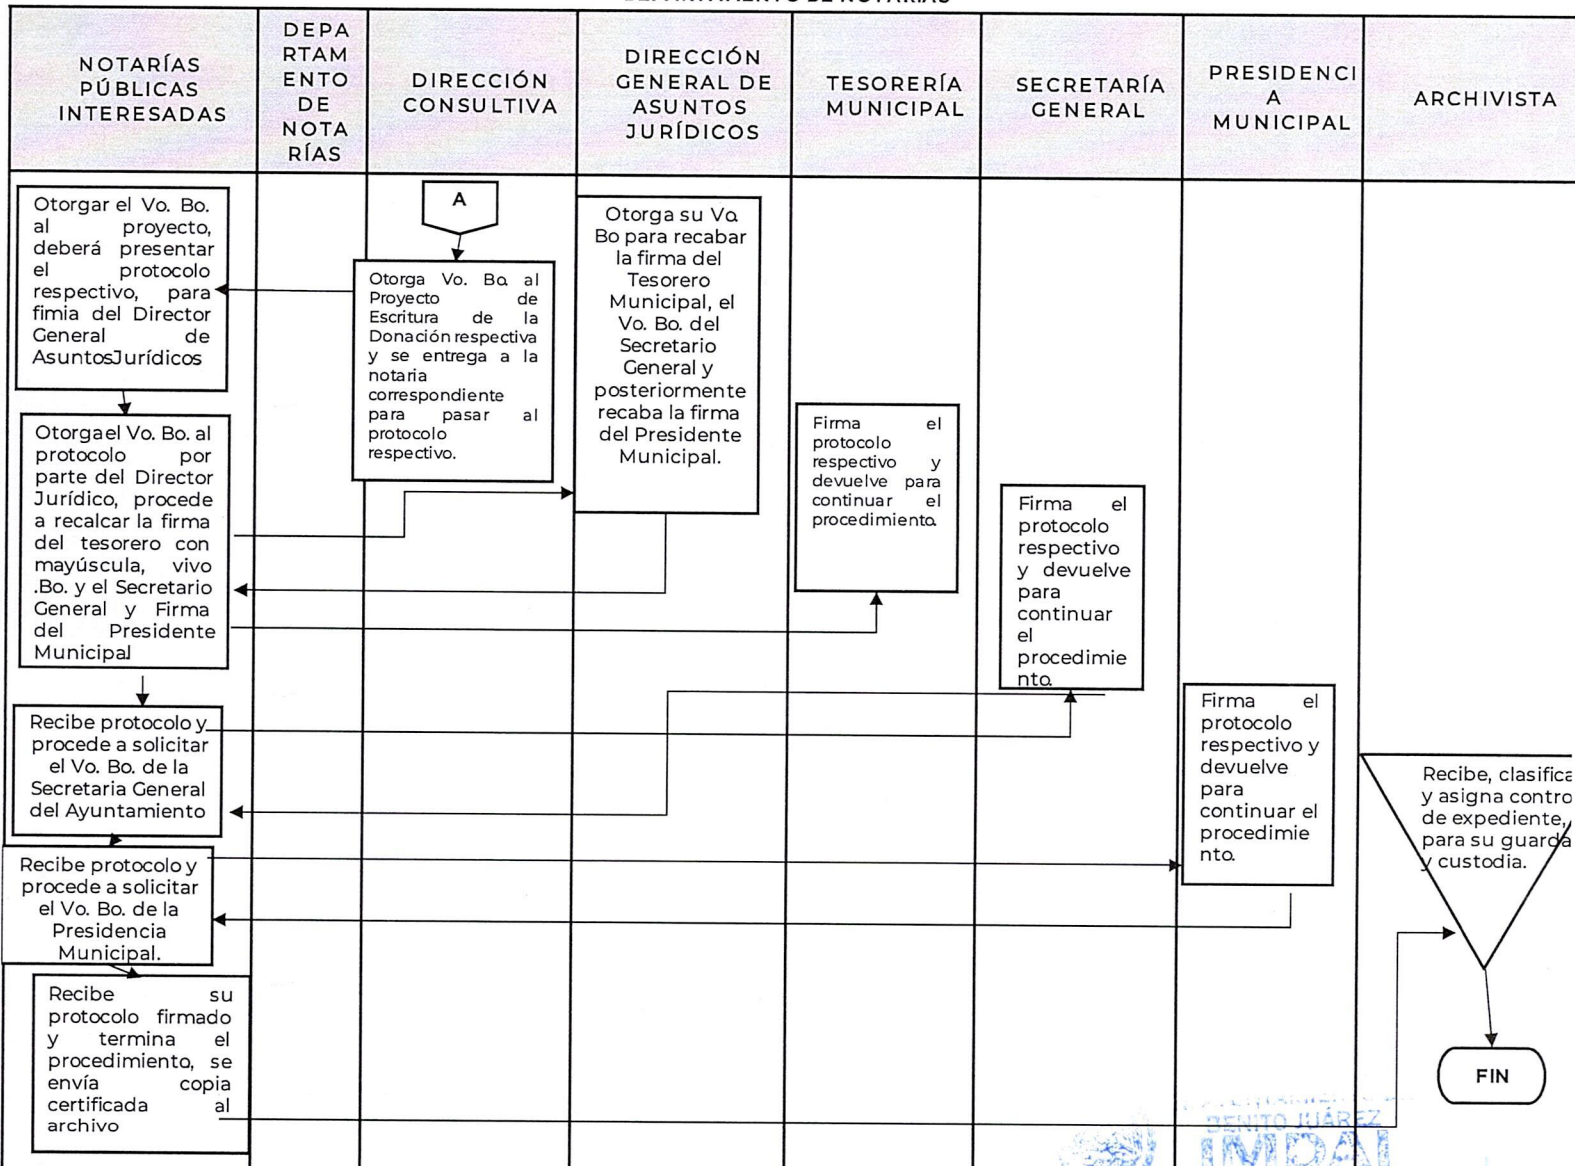 DEPARTAMENTO DE NOTARÍAS
NOTARÍAS
PÚBLICAS
INTERESADAS
DEPA
RTAM
ENTO
DE
NOTA
RÍAS
DIRECCIÓN
CONSULTIVA
DIRECCIÓN
GENERAL DE
ASUNTOS
JURÍDICOS
TESORERÍA
MUNICIPAL
SECRETARÍA
GENERAL
PRESIDENCI
A
MUNICIPAL
ARCHIVISTA
Otorgar el Vo. Bo.
al proyecto,
deberá presentar
el protocolo
respectivo, para
fimia del Director
General de
AsuntosJurídicos
Otorgael Vo. Bo. al
protocolo por
parte del Director
Jurídico, procede
a recalcar la firma
del tesorero con
mayúscula, vivo
.Bo. y el Secretario
General y Firma
del Presidente
Municipal
Recibe protocolo y
procede a solicitar
el Vo. Bo. de la
Secretaria General
del Ayuntamiento
Recibe protocolo y
procede a solicitar
el Vo. Bo. de la
Presidencia
Municipal.
Recibe su
protocolo firmado
y termina el
procedimiento, se
envía copia
certificada al
archivo
A
Otorga Vo. Bo. al
Proyecto de
Escritura de la
Donación respectiva
y se entrega a la
notaria
correspondiente
para pasar al
protocolo
respectivo.
Otorga su Vo.
Bo para recabar
la firma del
Tesorero
Municipal, el
Vo. Bo. del
Secretario
General y
posteriormente
recaba la firma
del Presidente
Municipal.
Firma el
protocolo
respectivo y
devuelve para
continuar el
procedimiento.
Firma el
protocolo
respectivo
y devuelve
para
continuar
el
procedimie
nto.
Firma el
protocolo
respectivo y
devuelve
para
continuar el
procedimie
nto.
Recibe, clasifica
y asigna contro
de expediente,
para su guarda
y custodia.
FIN
BENITO JUÁREZ
IMDAI